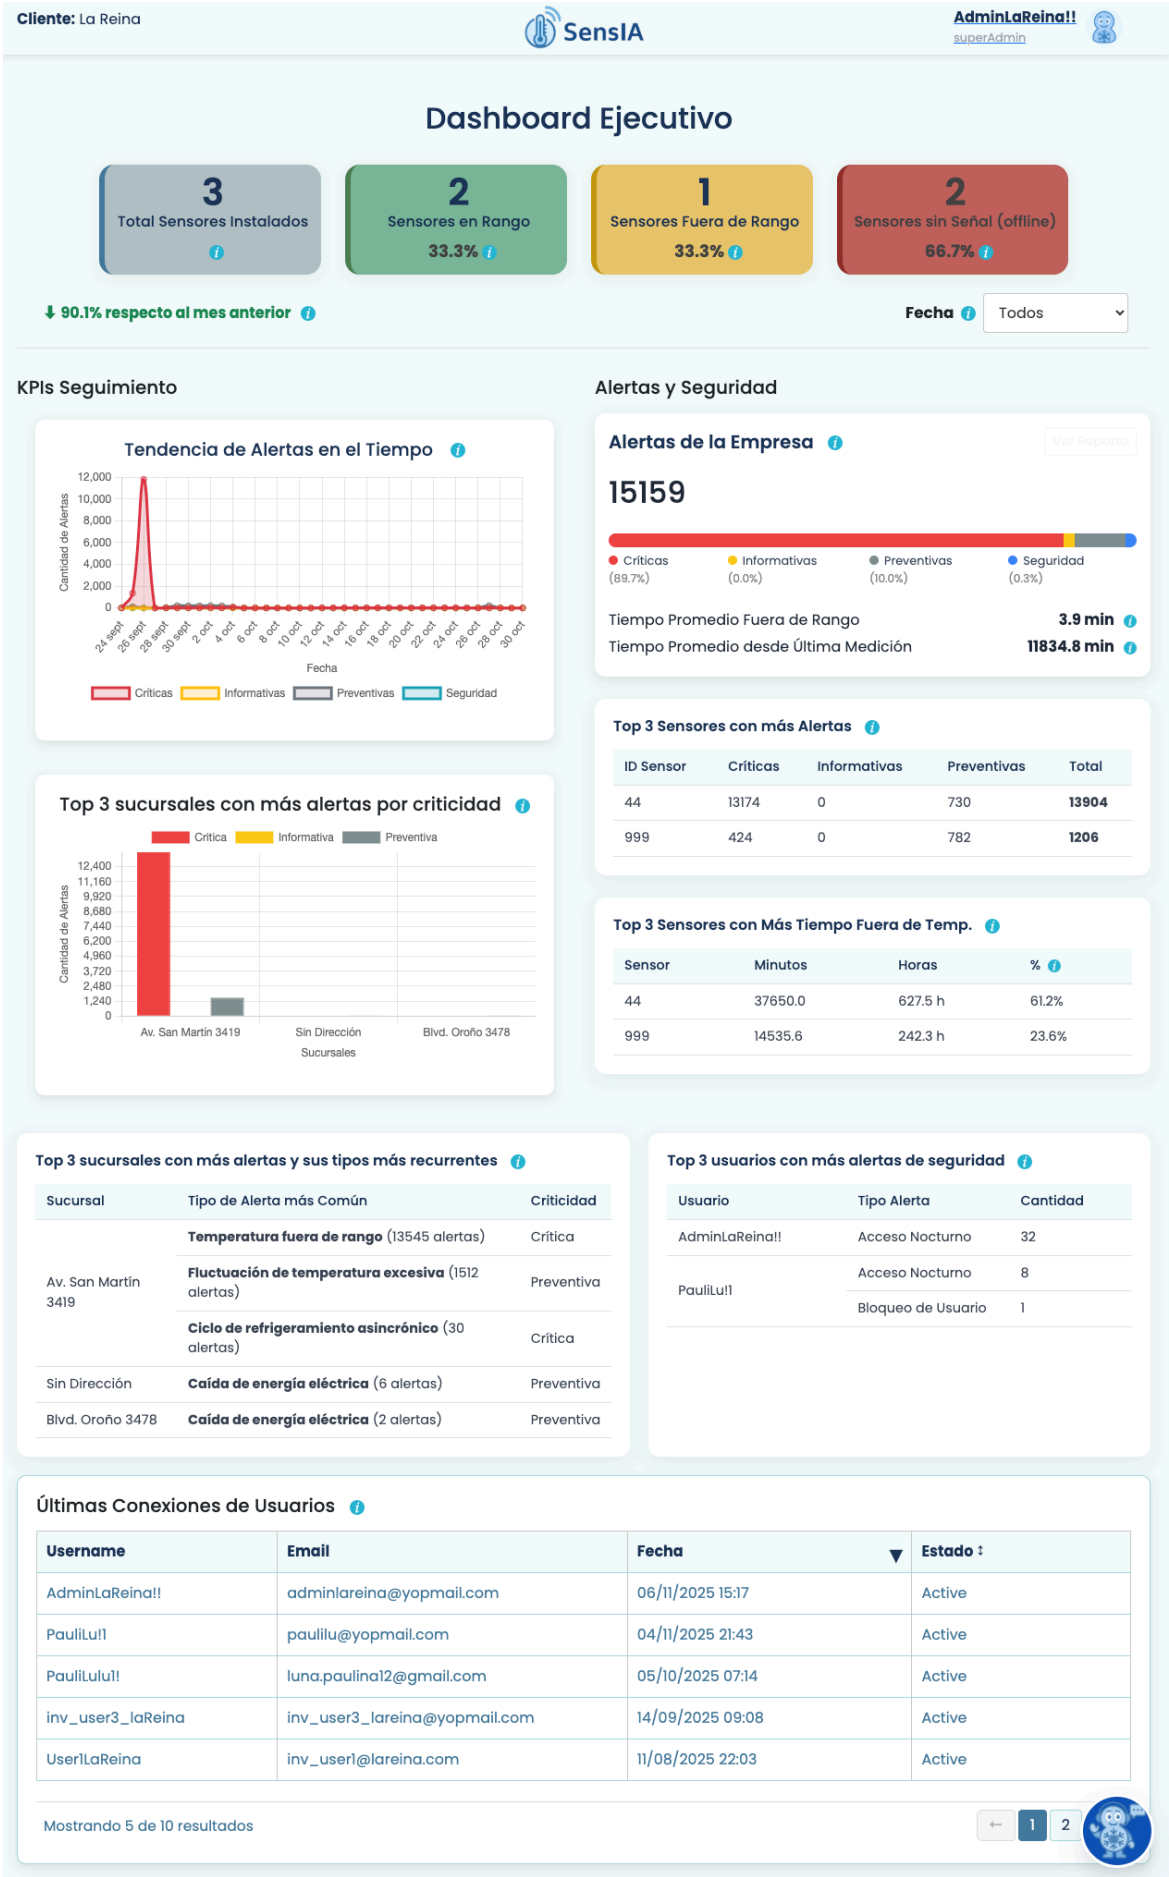 Cliente: La Reina
SensIA
AdminLaReina!!
superAdmin
Dashboard Ejecutivo
3
Total Sensores Instalados
i
2
Sensores en Rango
33.3% i
1
Sensores Fuera de Rango
33.3% i
2
Sensores sin Señal (offline)
66.7% i
⬇ 90.1% respecto al mes anterior i
Fecha i Todos
KPIs Seguimiento
Tendencia de Alertas en el Tiempo i
12,000
10,000
8,000
6,000
4,000
2,000
0
Cantidad de Alertas
24 sept 26 sept 28 sept 30 sept 2 oct 4 oct 6 oct 8 oct 10 oct 12 oct 14 oct 16 oct 18 oct 20 oct 22 oct 24 oct 26 oct 28 oct 30 oct
Fecha
Críticas Informativas Preventivas Seguridad
Top 3 sucursales con más alertas por criticidad i
Critica Informativa Preventiva
12,400
11,160
9,920
8,680
7,440
6,200
4,960
3,720
2,480
1,240
0
Cantidad de Alertas
Av. San Martín 3419 Sin Dirección Blvd. Oroño 3478
Sucursales
Alertas y Seguridad
Alertas de la Empresa i Ver Reporte
15159
Críticas Informativas Preventivas Seguridad
(89.7%) (0.0%) (10.0%) (0.3%)
Tiempo Promedio Fuera de Rango 3.9 min i
Tiempo Promedio desde Última Medición 11834.8 min i
Top 3 Sensores con más Alertas i
ID Sensor Críticas Informativas Preventivas Total
44 13174 0 730 13904
999 424 0 782 1206
Top 3 Sensores con Más Tiempo Fuera de Temp. i
Sensor Minutos Horas % i
44 37650.0 627.5 h 61.2%
999 14535.6 242.3 h 23.6%
Top 3 sucursales con más alertas y sus tipos más recurrentes i
Sucursal Tipo de Alerta más Común Criticidad
Av. San Martín
3419
Temperatura fuera de rango (13545 alertas) Crítica
Fluctuación de temperatura excesiva (1512
alertas) Preventiva
Ciclo de refrigeramiento asincrónico (30
alertas) Crítica
Sin Dirección Caída de energía eléctrica (6 alertas) Preventiva
Blvd. Oroño 3478 Caída de energía eléctrica (2 alertas) Preventiva
Top 3 usuarios con más alertas de seguridad i
Usuario Tipo Alerta Cantidad
AdminLaReina!! Acceso Nocturno 32
PauliLu!1
Acceso Nocturno 8
Bloqueo de Usuario 1
Últimas Conexiones de Usuarios i
Username Email Fecha ▼ Estado ↕
AdminLaReina!! adminlareina@yopmail.com 06/11/2025 15:17 Active
PauliLu!1 paulilu@yopmail.com 04/11/2025 21:43 Active
PauliLulu1! luna.paulina12@gmail.com 05/10/2025 07:14 Active
inv_user3_laReina inv_user3_lareina@yopmail.com 14/09/2025 09:08 Active
User1LaReina inv_user1@lareina.com 11/08/2025 22:03 Active
Mostrando 5 de 10 resultados
← 1 2